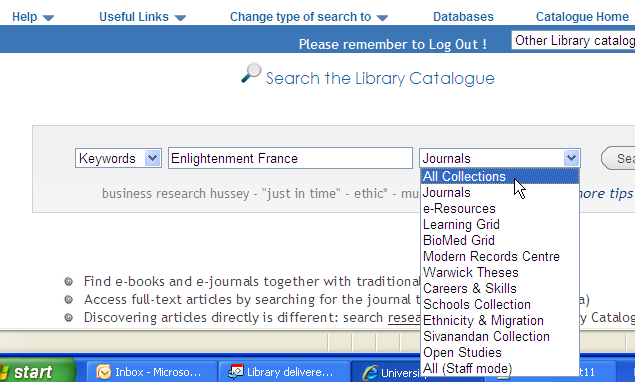 Help Useful Links Change type of search to Databases Catalogue Home
Please remember to Log Out ! Other Library catalog
Search the Library Catalogue
Keywords Enlightenment France Journals Sea
business research hussey - "just in time" - ethic* - mu ore tips
All Collections
Journals
e-Resources
Learning Grid
BioMed Grid
Modern Records Centre
Warwick Theses
Careers & Skills
Schools Collection
Ethnicity & Migration
Sivanandan Collection
Open Studies
All (Staff mode)
Find e-books and e-journals together with traditiona
Access full-text articles by searching for the journal t a)
Discovering articles directly is different: search resea y Catalo
start Inbox - Microso... Library delivere... Universi t11